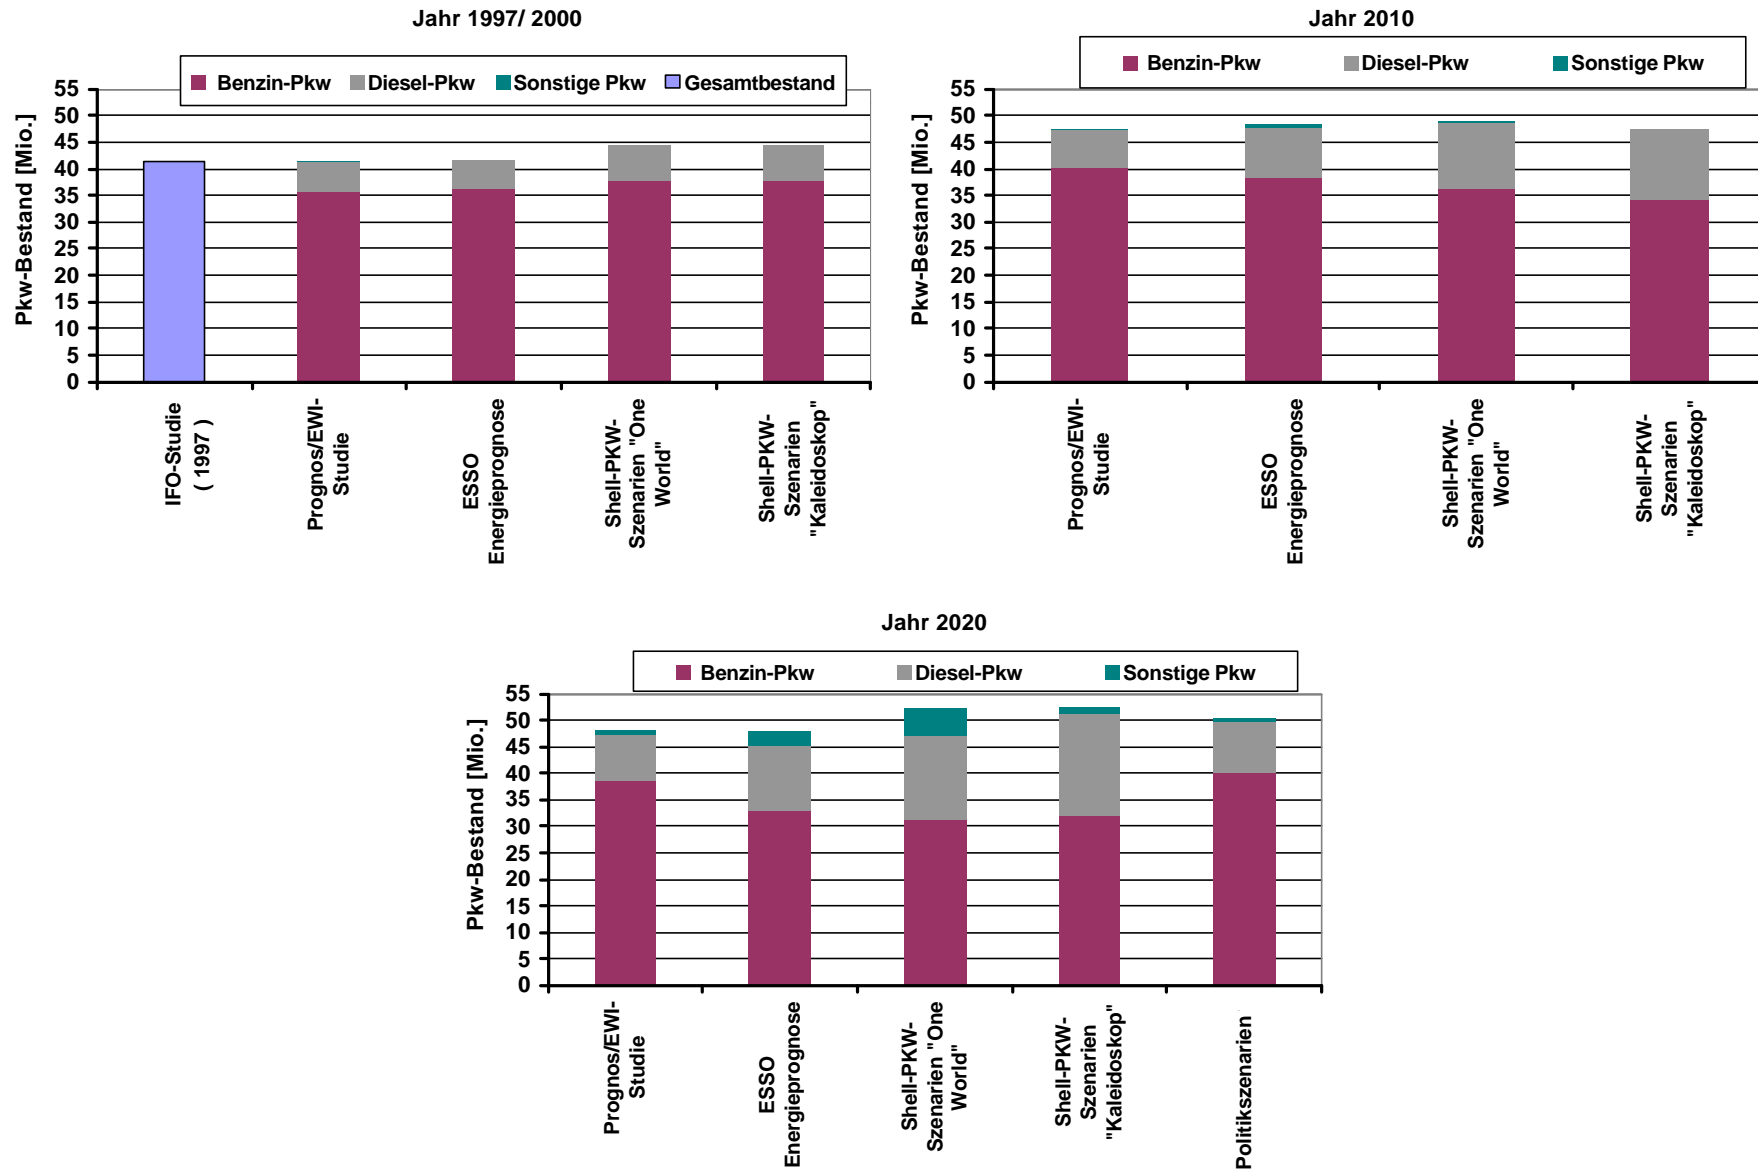 Jahr 1997/ 2000
Benzin-Pkw Diesel-Pkw Sonstige Pkw Gesamtbestand
Pkw-Bestand [Mio.]
55
50
45
40
35
30
25
20
15
10
5
0
IFO-Studie
( 1997 )
Prognos/EWI-
Studie
ESSO
Energieprognose
Shell-PKW-
Szenarien "One
World"
Shell-PKW-
Szenarien
"Kaleidoskop"
Jahr 2010
Benzin-Pkw Diesel-Pkw Sonstige Pkw
Pkw-Bestand [Mio.]
55
50
45
40
35
30
25
20
15
10
5
0
Prognos/EWI-
Studie
ESSO
Energieprognose
Shell-PKW-
Szenarien "One
World"
Shell-PKW-
Szenarien
"Kaleidoskop"
Jahr 2020
Benzin-Pkw Diesel-Pkw Sonstige Pkw
Pkw-Bestand [Mio.]
55
50
45
40
35
30
25
20
15
10
5
0
Prognos/EWI-
Studie
ESSO
Energieprognose
Shell-PKW-
Szenarien "One
World"
Shell-PKW-
Szenarien
"Kaleidoskop"
Politikszenarien